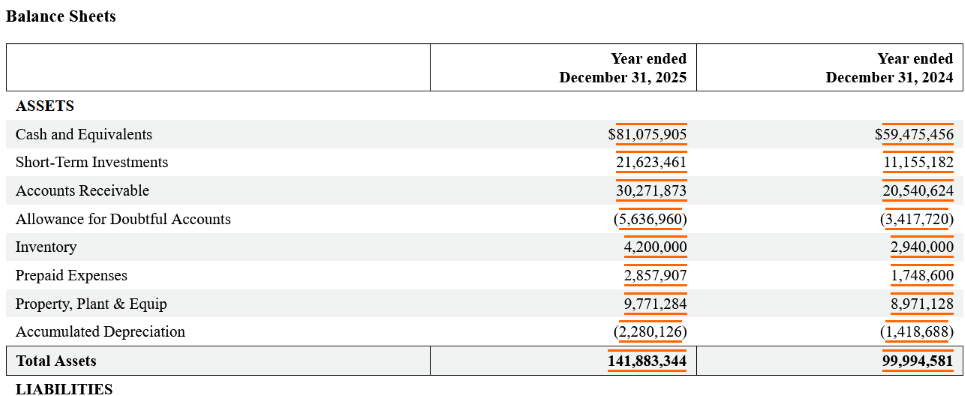 Balance Sheets
Year ended December 31, 2025 Year ended December 31, 2024
ASSETS
Cash and Equivalents $81,075,905 $59,475,456
Short-Term Investments 21,623,461 11,155,182
Accounts Receivable 30,271,873 20,540,624
Allowance for Doubtful Accounts (5,636,960) (3,417,720)
Inventory 4,200,000 2,940,000
Prepaid Expenses 2,857,907 1,748,600
Property, Plant & Equip 9,771,284 8,971,128
Accumulated Depreciation (2,280,126) (1,418,688)
Total Assets 141,883,344 99,994,581
LIABILITIES